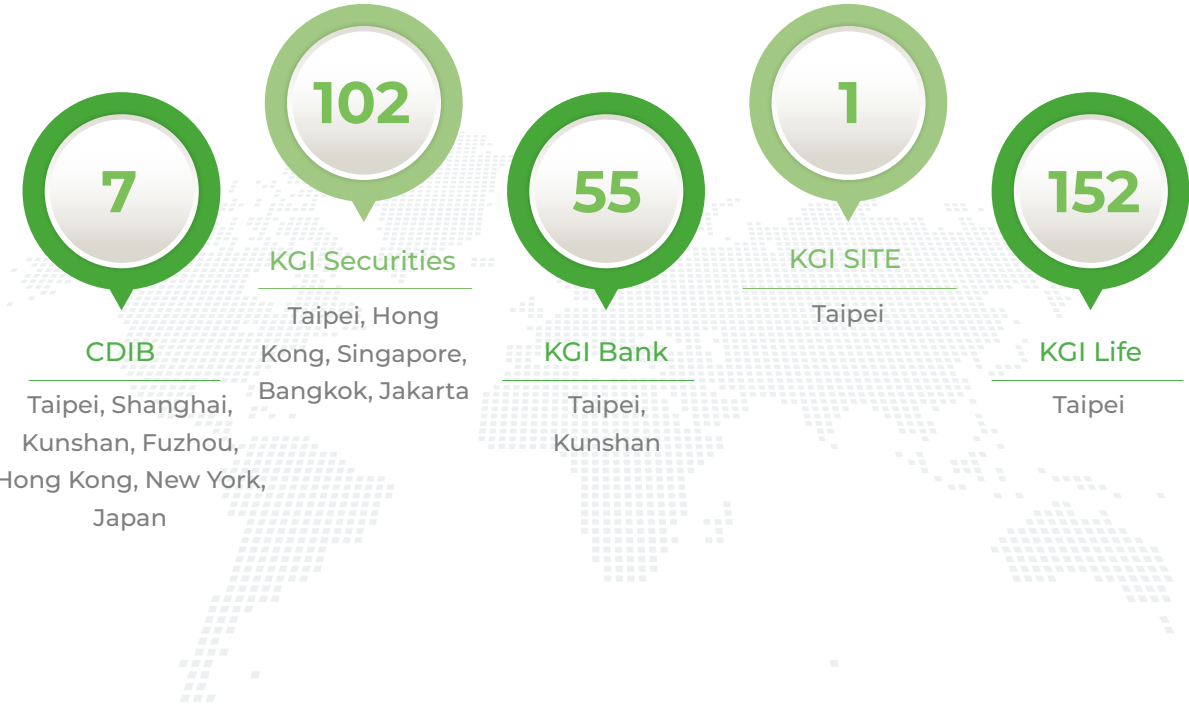 7
CDIB
Taipei, Shanghai,
Kunshan, Fuzhou,
Hong Kong, New York,
Japan
102
KGI Securities
Taipei, Hong
Kong, Singapore,
Bangkok, Jakarta
55
KGI Bank
Taipei,
Kunshan
1
KGI SITE
Taipei
152
KGI Life
Taipei